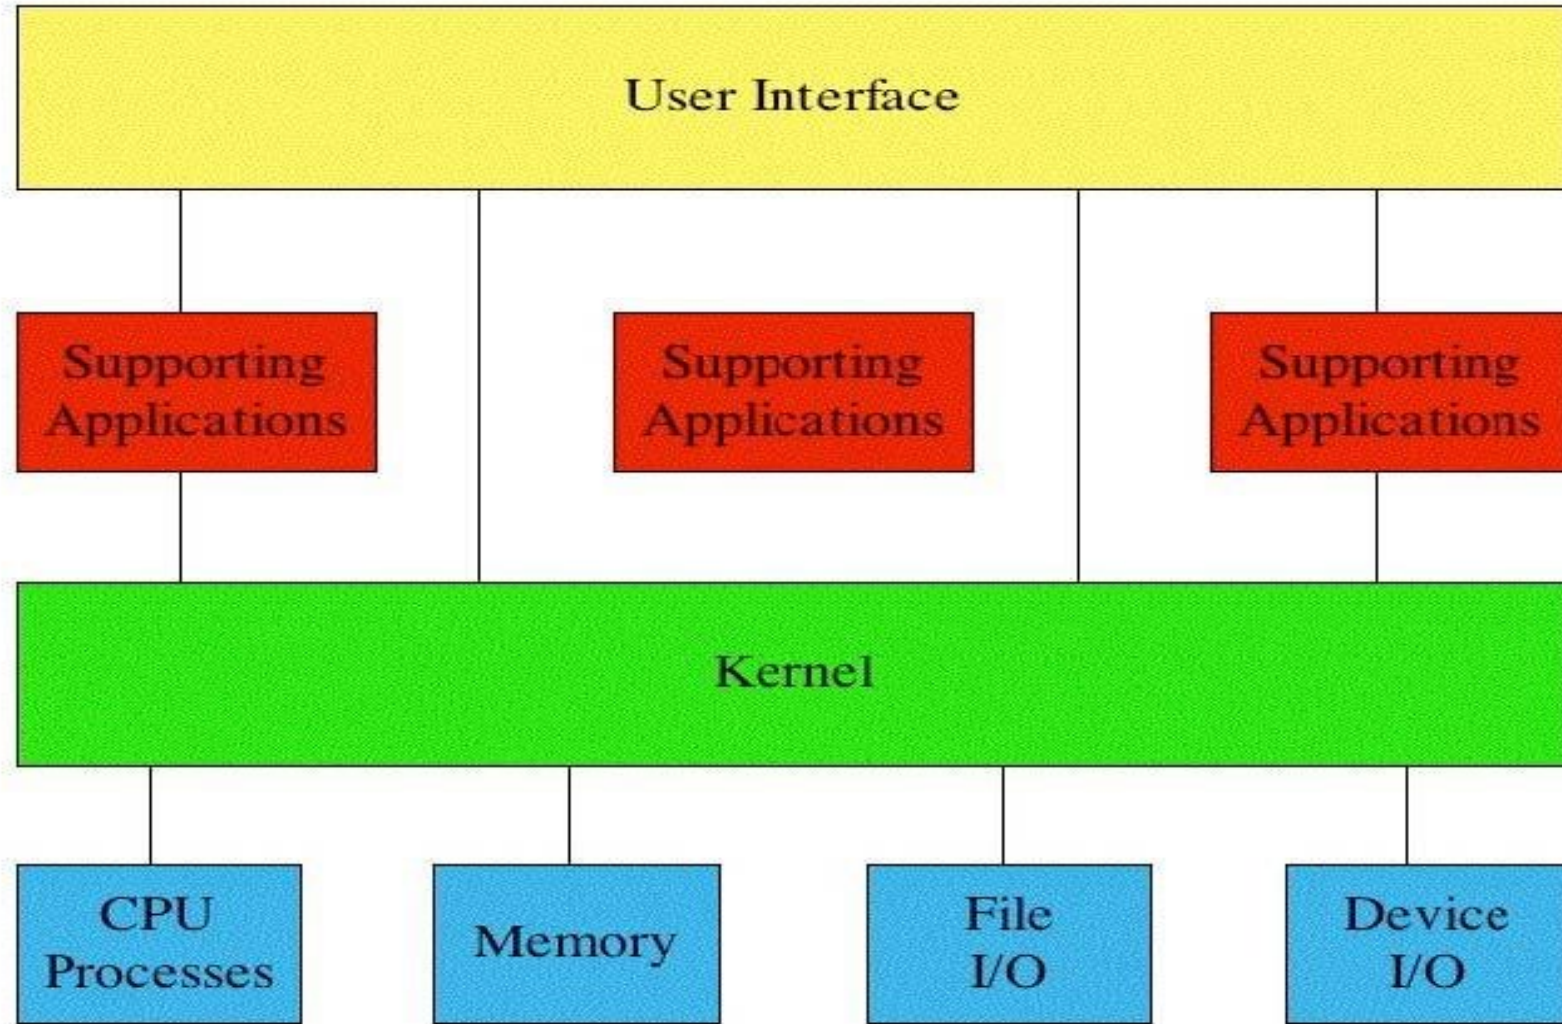 User Interface
Supporting
Applications
Supporting
Applications
Supporting
Applications
Kernel
CPU
Processes
Memory
File
I/O
Device
I/O